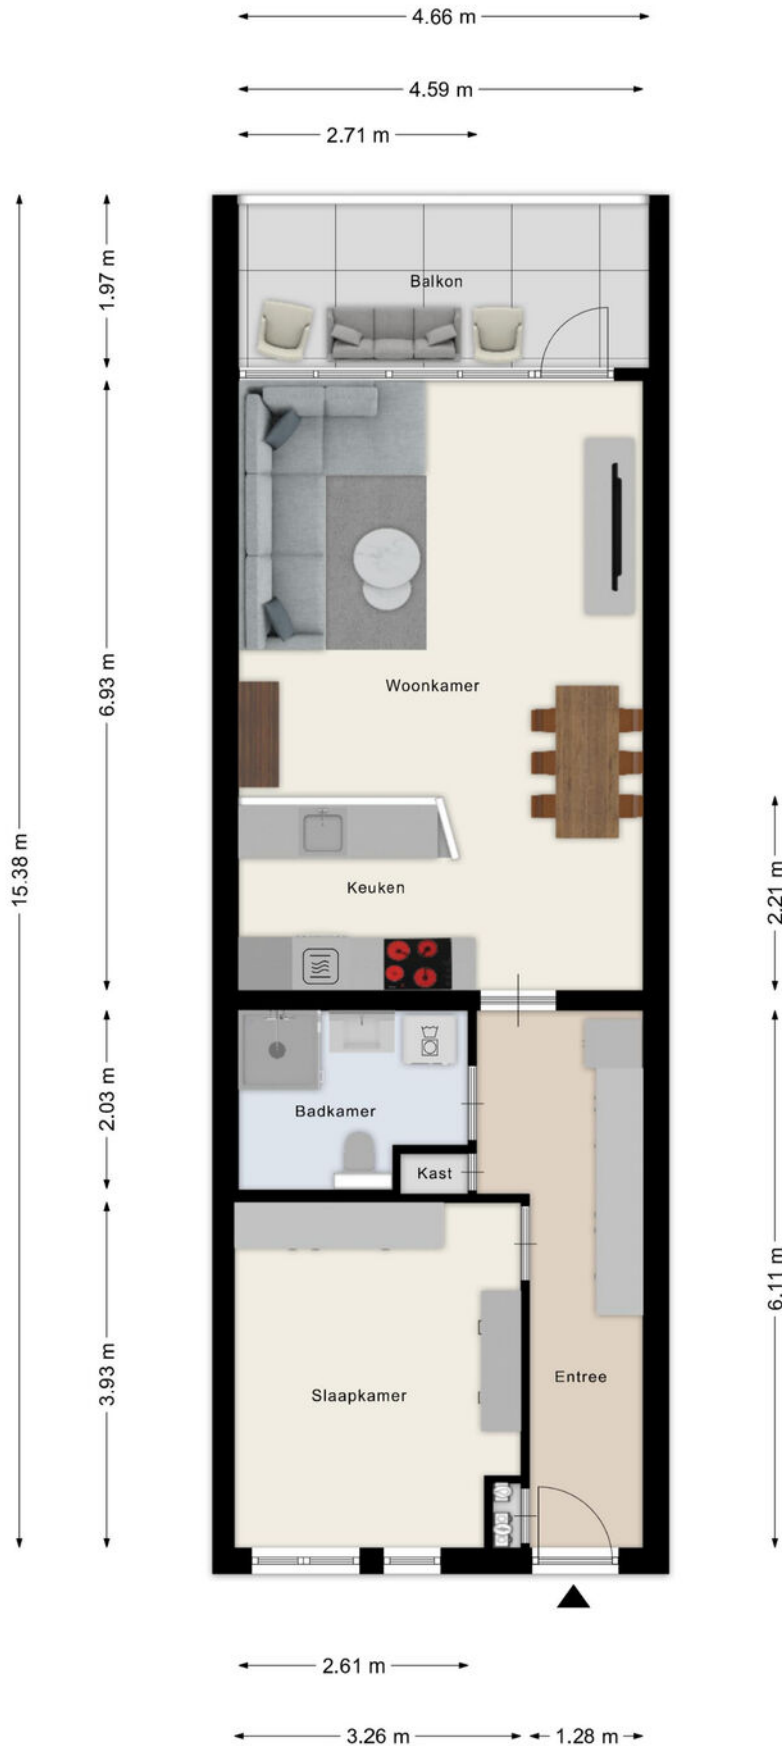 4.66 m
4.59 m
2.71 m
1.97 m
Balkon
6.93 m
Woonkamer
15.38 m
2.21 m
Keuken
2.03 m
Badkamer
Kast
6.11 m
3.93 m
Entree
Slaapkamer
2.61 m
3.26 m
1.28 m